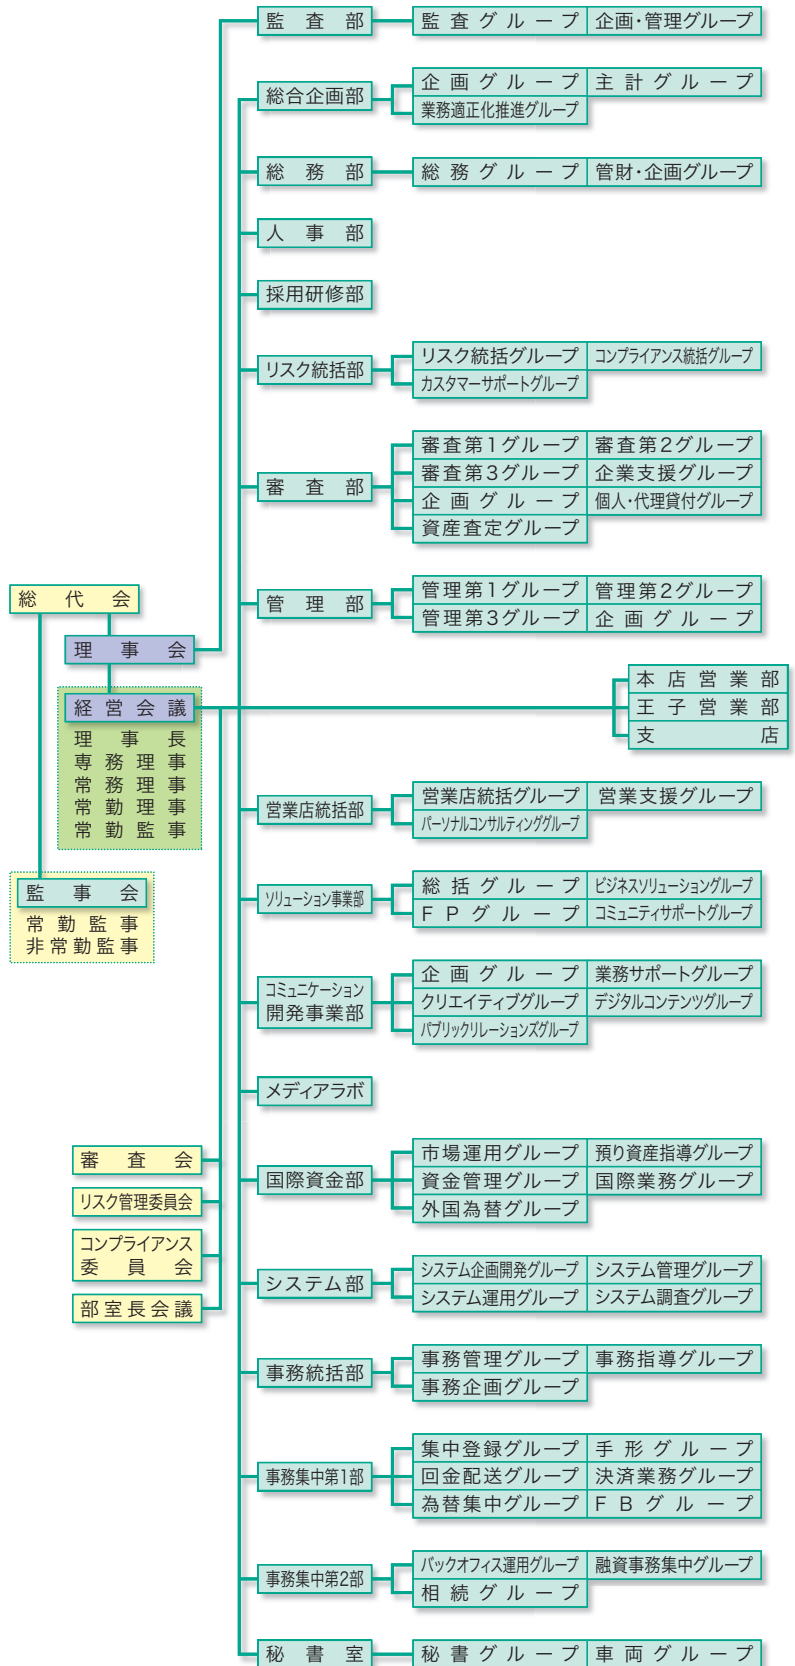 監査部
監査グループ 企画・管理グループ
総合企画部
企画グループ 主計グループ
業務適正化推進グループ
総務部
総務グループ 管財・企画グループ
人事部
採用研修部
リスク統括部
リスク統括グループ コンプライアンス統括グループ
カスタマーサポートグループ
審査部
審査第1グループ 審査第2グループ
審査第3グループ 企業支援グループ
企画グループ 個人・代理貸付グループ
資産査定グループ
管理部
管理第1グループ 管理第2グループ
管理第3グループ 企画グループ
総代会
理事会
経営会議
理事長
専務理事
常務理事
常勤理事
常勤監事
監事会
常勤監事
非常勤監事
本店営業部
王子営業部
支店
営業店統括部
営業店統括グループ 営業支援グループ
パーソナルコンサルティンググループ
ソリューション事業部
総括グループ ビジネスソリューショングループ
FPグループ コミュニティサポートグループ
コミュニケーション
開発事業部
企画グループ 業務サポートグループ
クリエイティブグループ デジタルコンテンツグループ
パブリックリレーションズグループ
メディアラボ
審査会
リスク管理委員会
コンプライアンス
委員会
部室長会議
国際資金部
市場運用グループ 預り資産指導グループ
資金管理グループ 国際業務グループ
外国為替グループ
システム部
システム企画開発グループ システム管理グループ
システム運用グループ システム調査グループ
事務統括部
事務管理グループ 事務指導グループ
事務企画グループ
事務集中第1部
集中登録グループ 手形グループ
回金配送グループ 決済業務グループ
為替集中グループ FBグループ
事務集中第2部
バックオフィス運用グループ 融資事務集中グループ
相続グループ
秘書室
秘書グループ 車両グループ